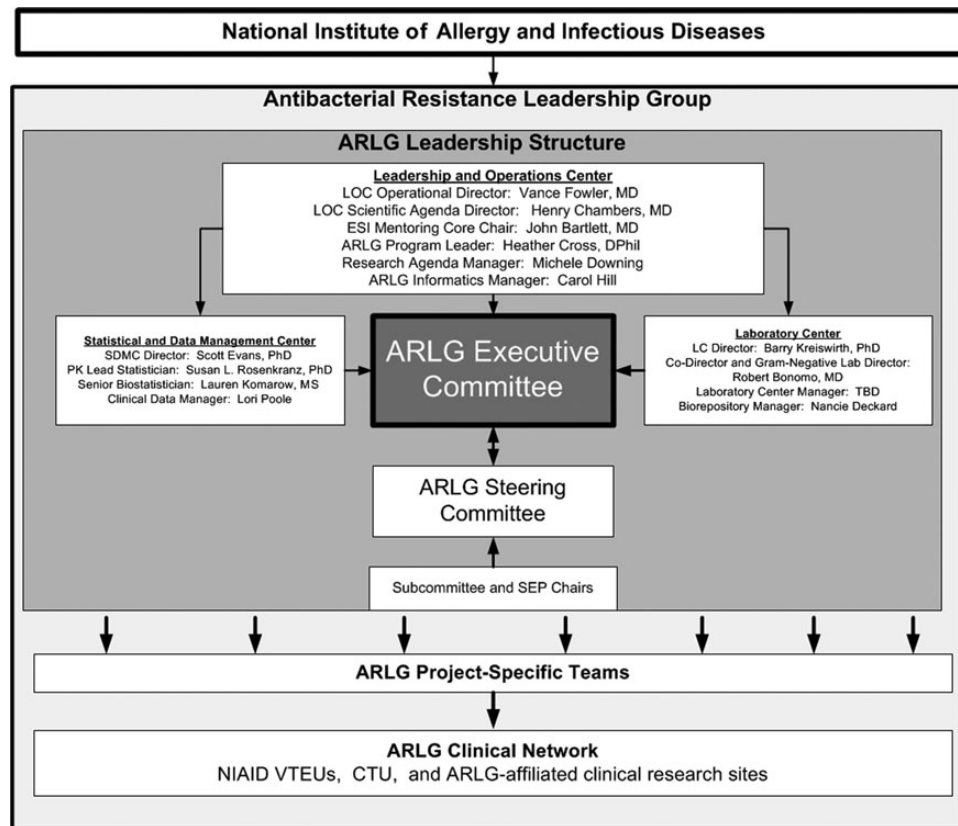 National Institute of Allergy and Infectious Diseases
Antibacterial Resistance Leadership Group
ARLG Leadership Structure
Leadership and Operations Center
LOC Operational Director: Vance Fowler, MD
LOC Scientific Agenda Director: Henry Chambers, MD
ESI Mentoring Core Chair: John Bartlett, MD
ARLG Program Leader: Heather Cross, DPhil
Research Agenda Manager: Michele Downing
ARLG Informatics Manager: Carol Hill
Statistical and Data Management Center
SDMC Director: Scott Evans, PhD
PK Lead Statistician: Susan L. Rosenkranz, PhD
Senior Biostatistician: Lauren Komarow, MS
Clinical Data Manager: Lori Poole
ARLG Executive
Committee
Laboratory Center
LC Director: Barry Kreiswirth, PhD
Co-Director and Gram-Negative Lab Director:
Robert Bonomo, MD
Laboratory Center Manager: TBD
Biorepository Manager: Nancie Deckard
ARLG Steering
Committee
Subcommittee and SEP Chairs
ARLG Project-Specific Teams
ARLG Clinical Network
NIAID VTEUs, CTU, and ARLG-affiliated clinical research sites